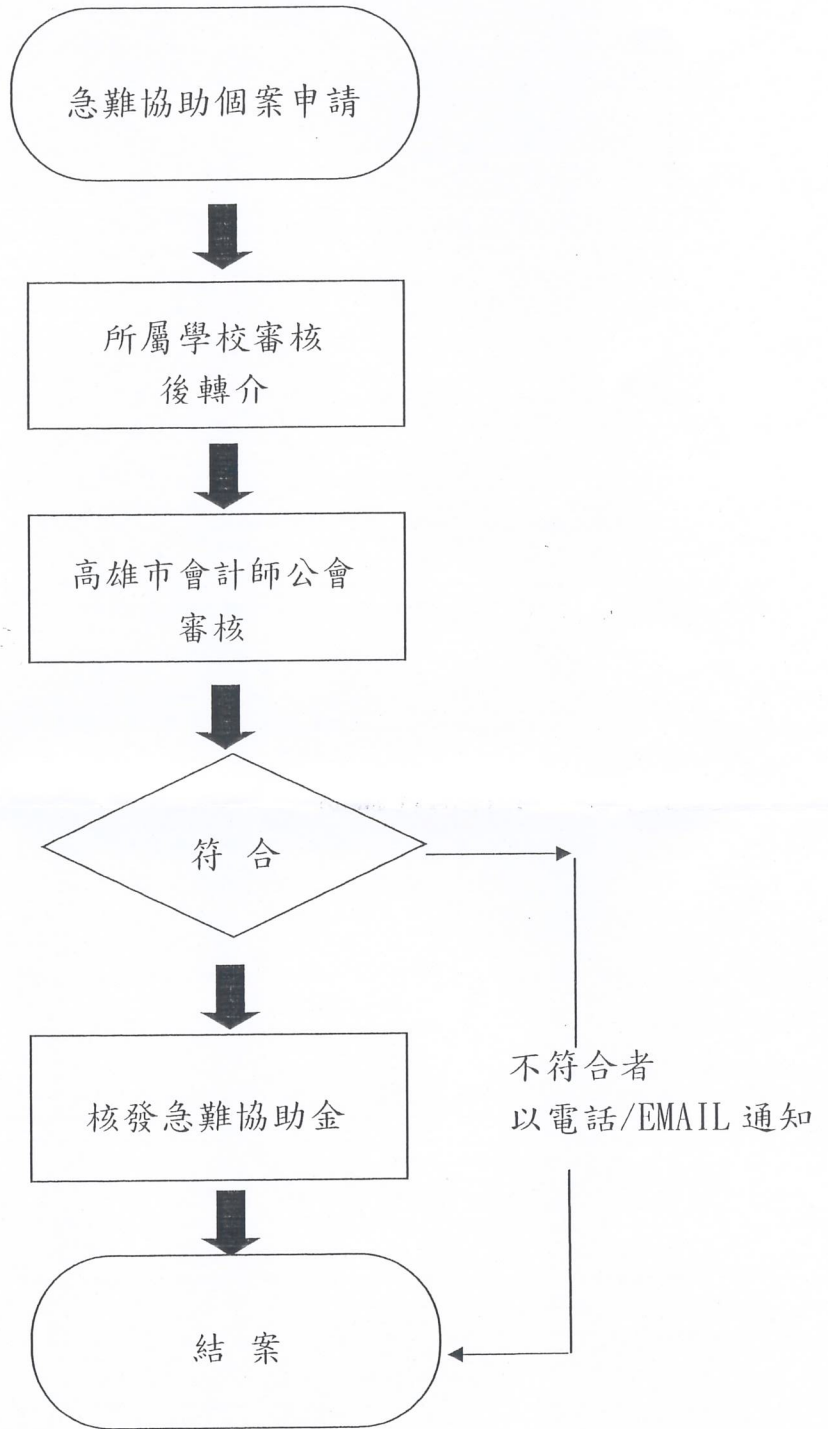 急難協助個案申請
所屬學校審核
後轉介
高雄市會計師公會
審核
符 合
核發急難協助金
不符合者
以電話/EMAIL 通知
結 案